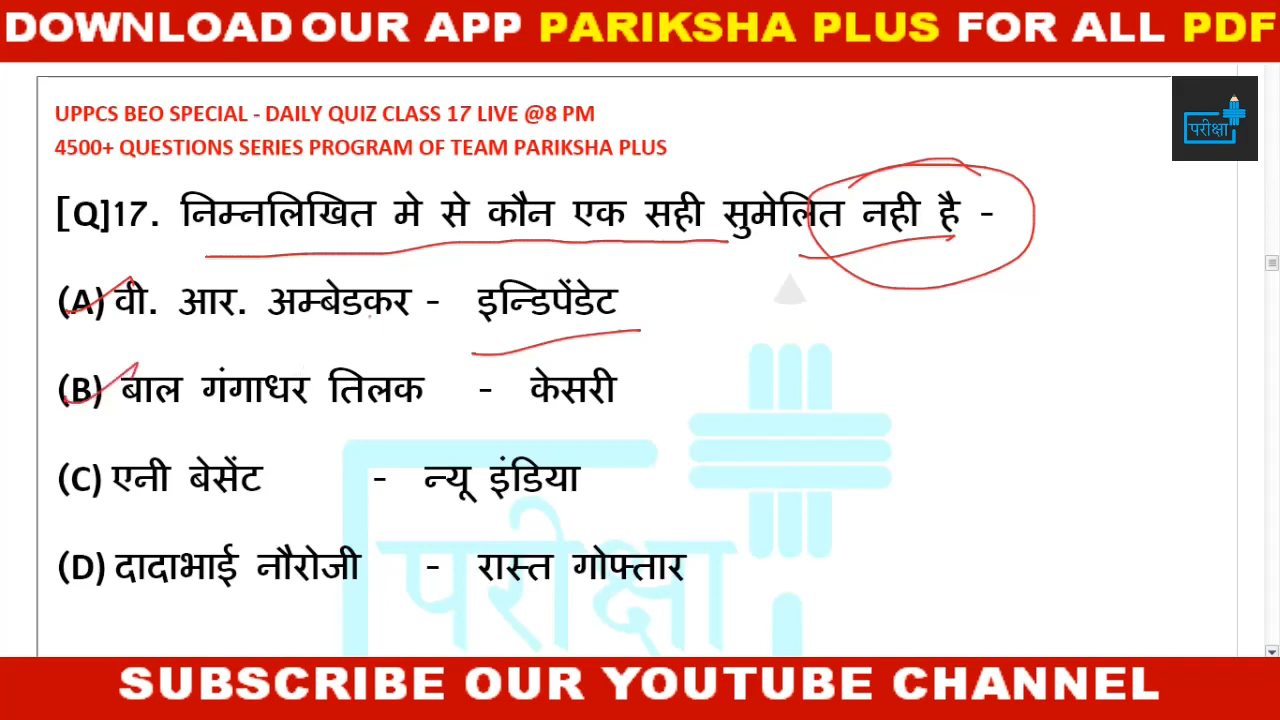 DOWNLOAD OUR APP PARIKSHA PLUS FOR ALL PDF
परीक्षा
UPPCS BEO SPECIAL - DAILY QUIZ CLASS 17 LIVE @8 PM
4500+ QUESTIONS SERIES PROGRAM OF TEAM PARIKSHA PLUS
[Q]17. निम्नलिखित मे से कौन एक सही सुमेलित नही है -
(A) वी. आर. अम्बेडकर - इन्डिपेंडेट
(B) बाल गंगाधर तिलक - केसरी
(C) एनी बेसेंट - न्यू इंडिया
(D) दादाभाई नौरोजी - रास्त गोफ्तार
परीक्षा
SUBSCRIBE OUR YOUTUBE CHANNEL